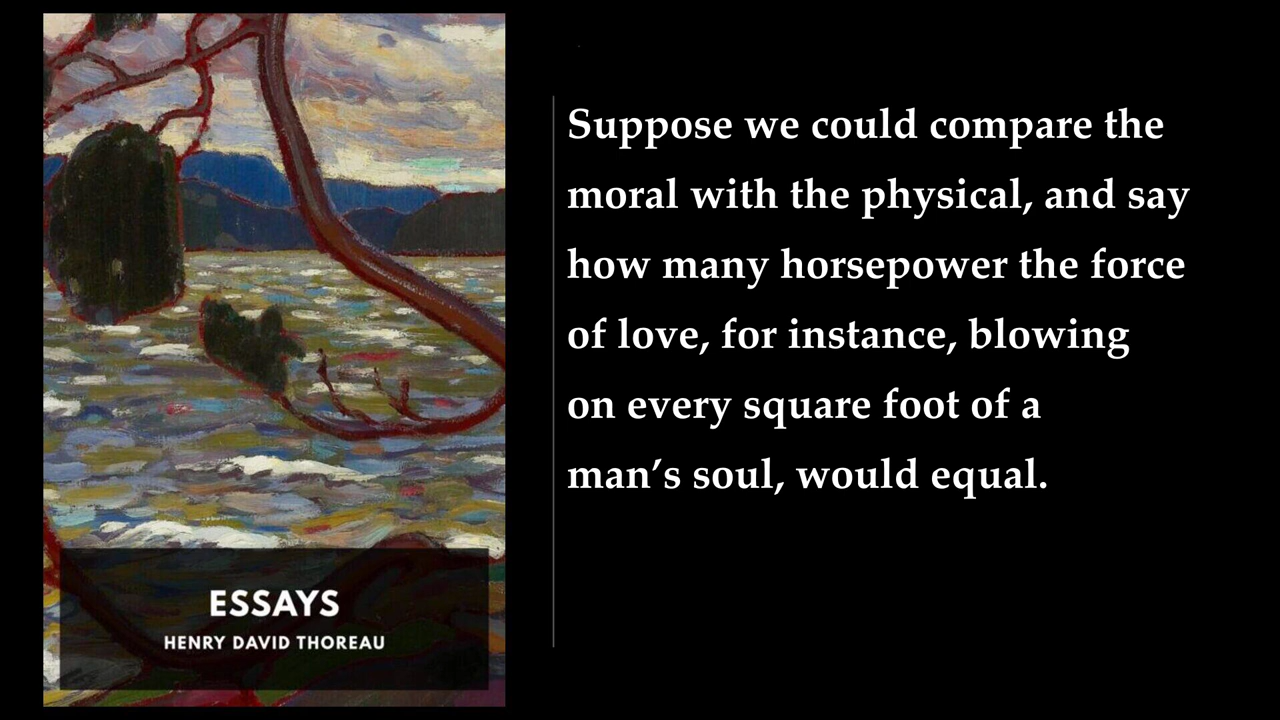 Suppose we could compare the
moral with the physical, and say
how many horsepower the force
of love, for instance, blowing
on every square foot of a
man’s soul, would equal.
ESSAYS
HENRY DAVID THOREAU